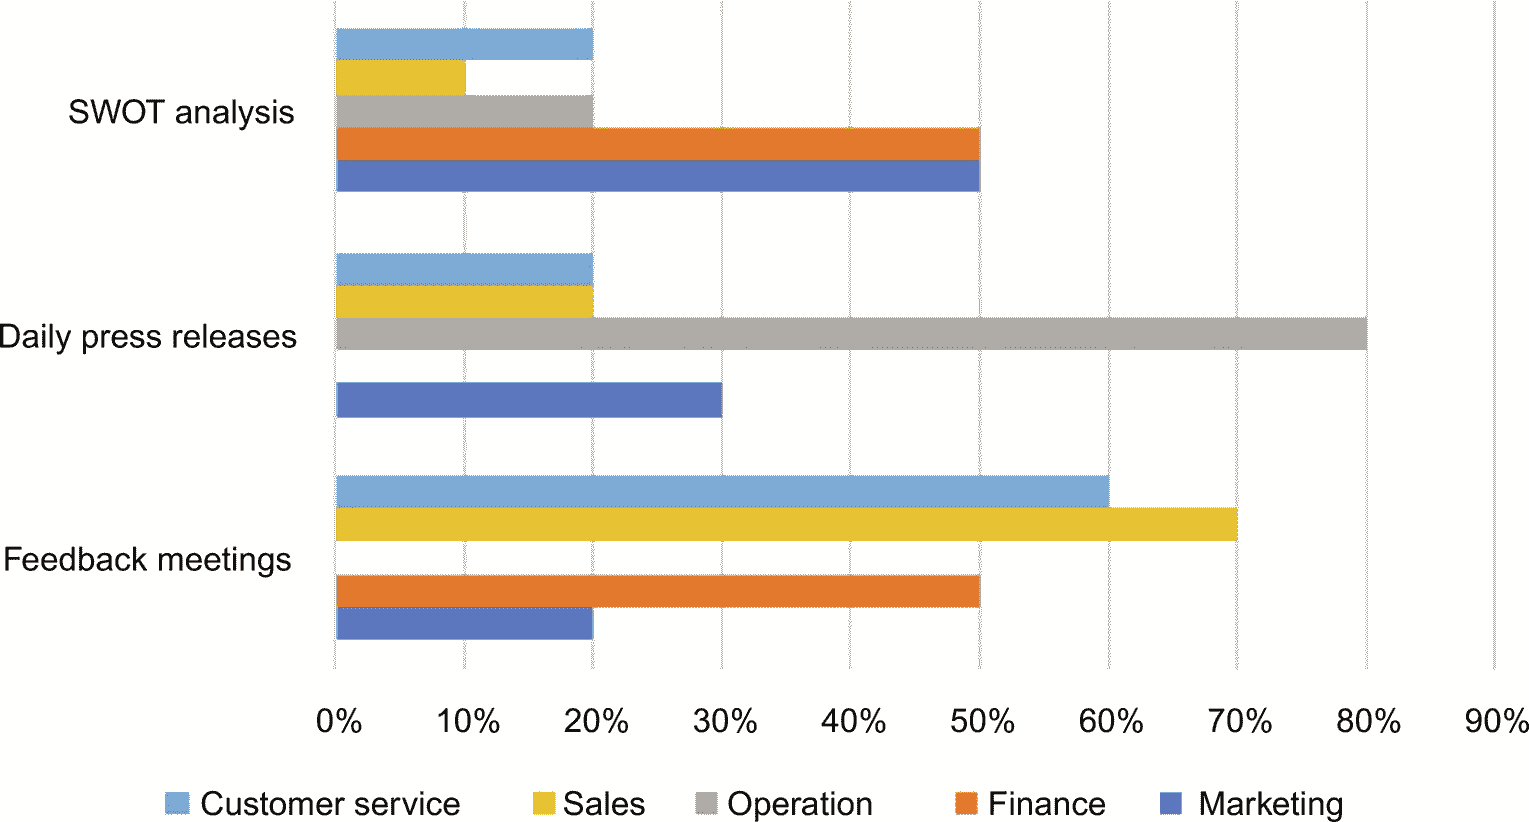 SWOT analysis
Daily press releases
Feedback meetings
0% 10% 20% 30% 40% 50% 60% 70% 80% 90%
Customer service Sales Operation Finance Marketing